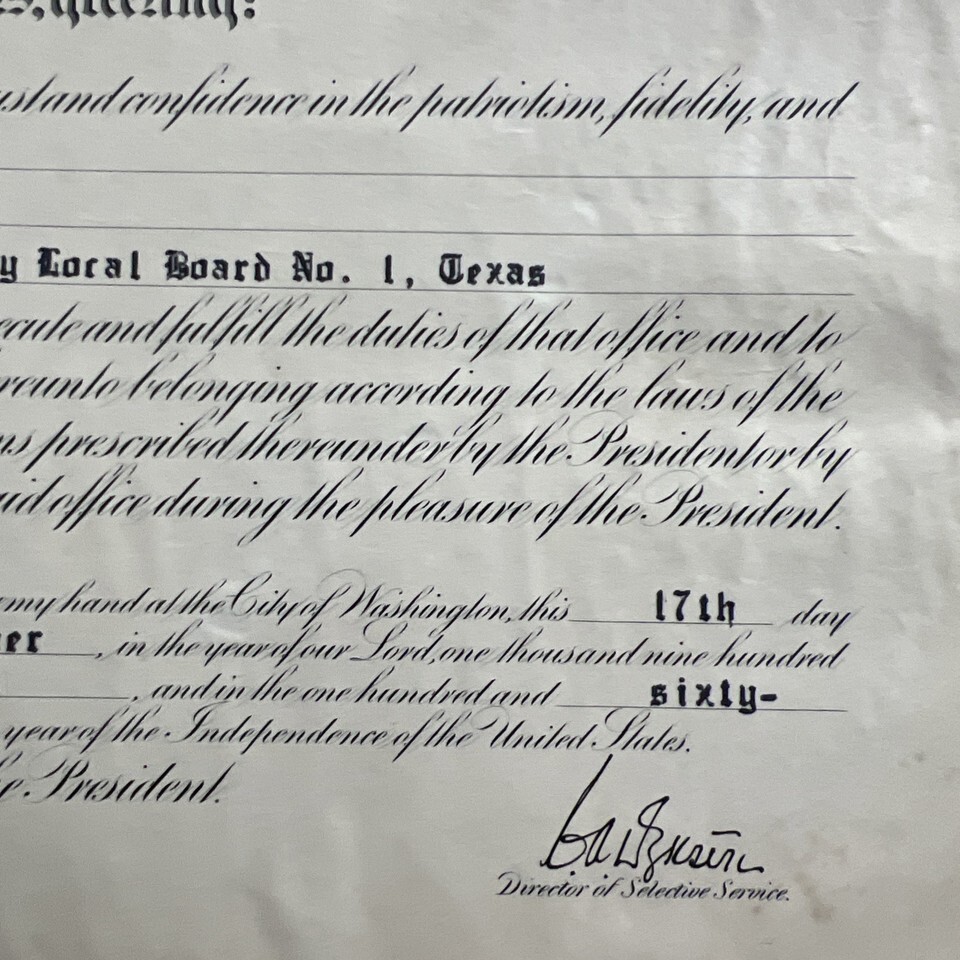 s, greeting:
ust and confidence in the patriotism, fidelity, and
y Local Board No. 1, Texas
ecute and fulfill the duties of that office and to
reunto belonging according to the laws of the
ns prescribed thereunder by the President or by
aid office during the pleasure of the President.
my hand at the City of Washington, this 17th day
er, in the year of our Lord, one thousand nine hundred
, and in the one hundred and sixty-
year of the Independence of the United States.
e President.
Director of Selective Service.